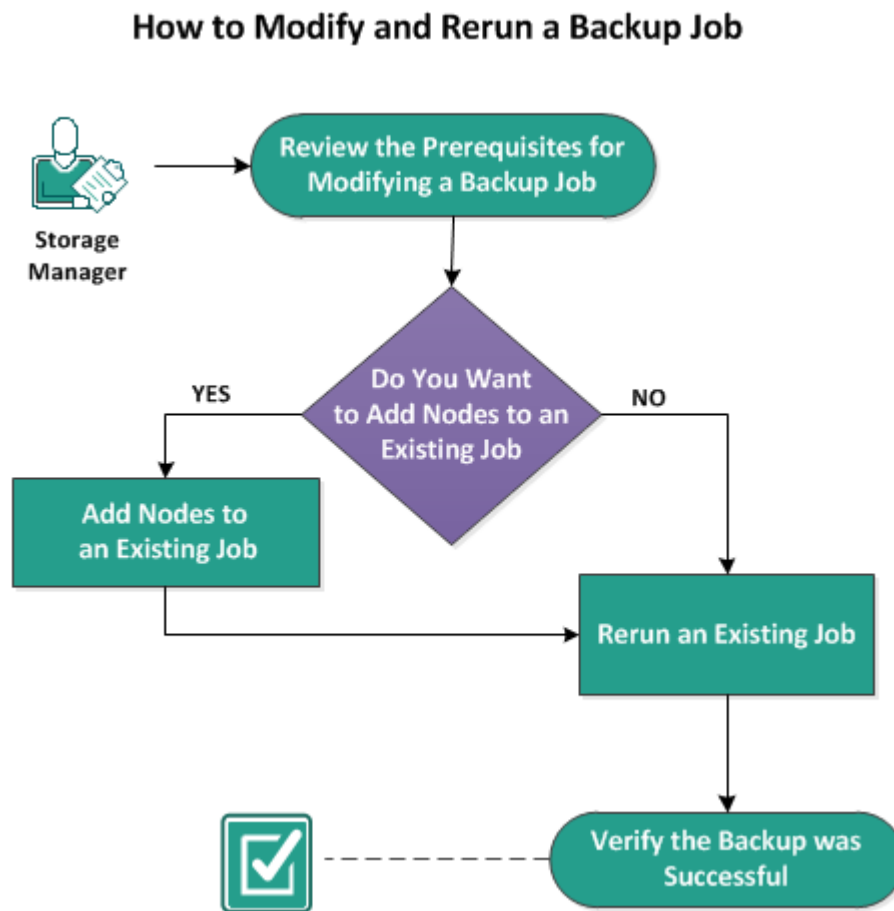 How to Modify and Rerun a Backup Job
Review the Prerequisites for
Modifying a Backup Job
Storage
Manager
Do You Want
to Add Nodes to an
Existing Job
YES
NO
Add Nodes to
an Existing Job
Rerun an Existing Job
Verify the Backup was
Successful